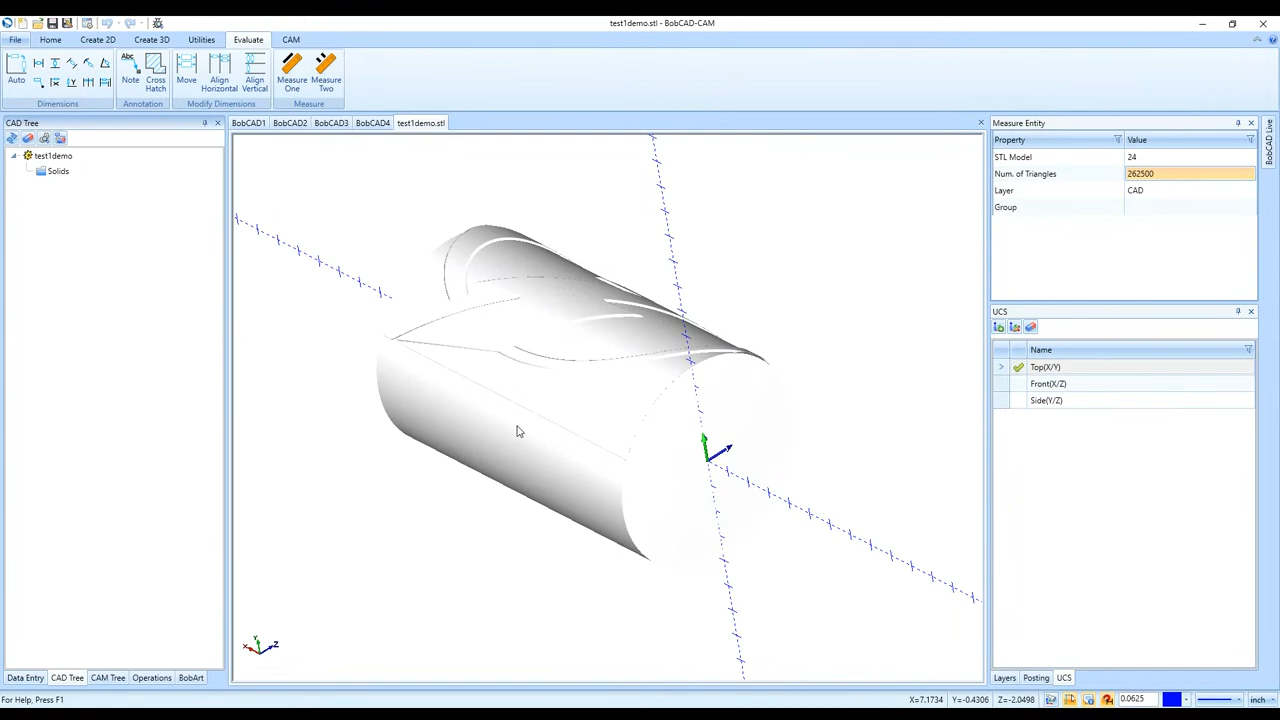 test1demo.stl - BobCAD-CAM
File Home Create 2D Create 3D Utilities Evaluate CAM
Auto
Abc
Note
Cross
Hatch
Move
Align
Horizontal
Align
Vertical
Measure
One
Measure
Two
Dimensions Annotation Modify Dimensions Measure
CAD Tree
BobCAD1 BobCAD2 BobCAD3 BobCAD4 test1demo.stl
test1demo
Solids
Measure Entity
Property Value
STL Model 24
Num. of Triangles 262500
Layer CAD
Group
UCS
Name
Top(X/Y)
Front(X/Z)
Side(Y/Z)
BobCAD Live
Y
X Z
Data Entry CAD Tree CAM Tree Operations BobArt
Layers Posting UCS
For Help, Press F1 X=7.1734 Y=-0.4306 Z=-2.0498 0.0625 inch